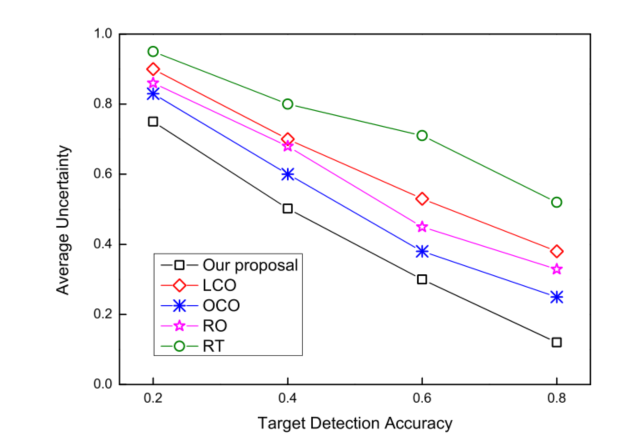 1.0
0.8
0.6
0.4
0.2
0.0
Average Uncertainty
Our proposal
LCO
OCO
RO
RT
0.2 0.4 0.6 0.8
Target Detection Accuracy